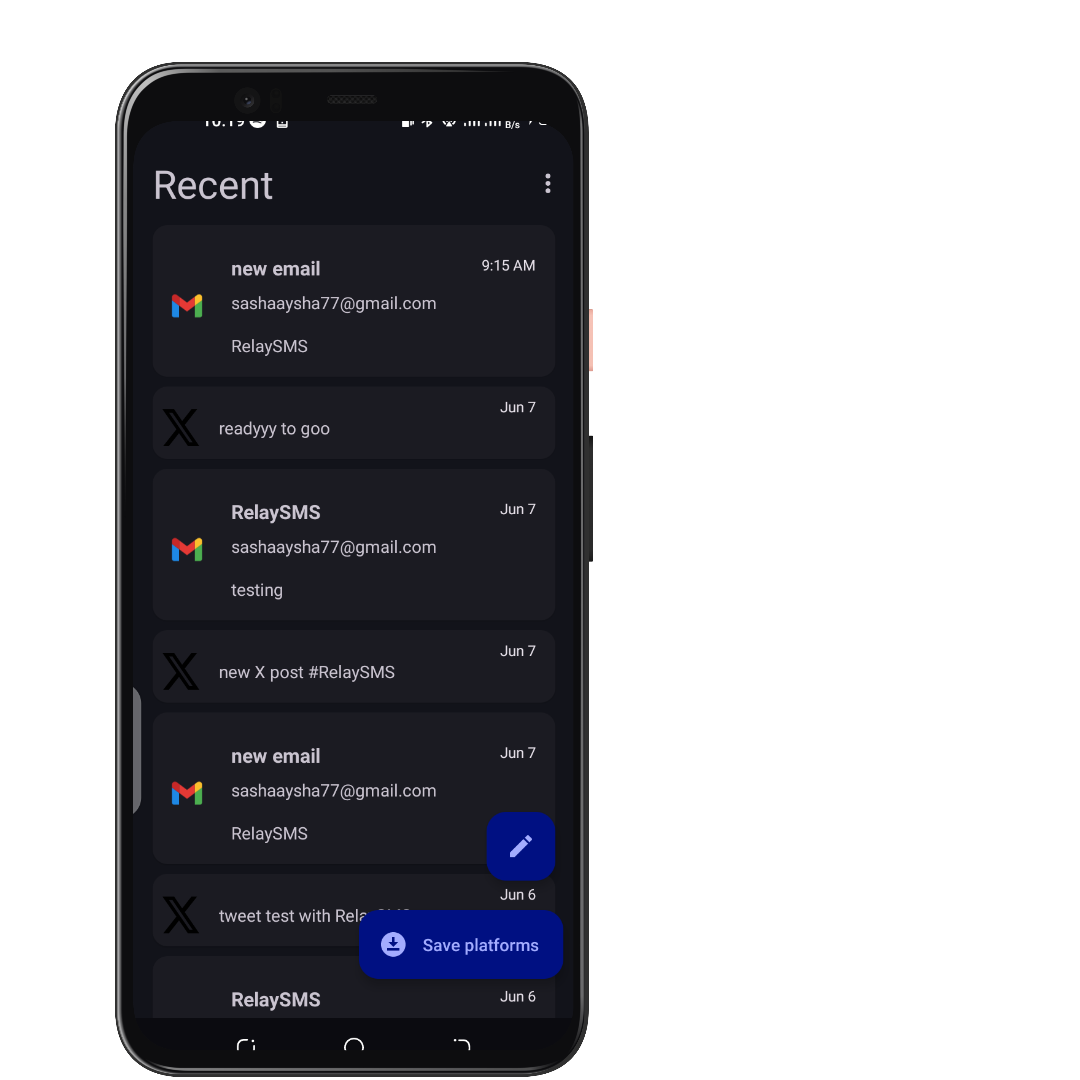 10:19
B/s
Recent
new email
9:15 AM
sashaaysha77@gmail.com
RelaySMS
Jun 7
readyyy to goo
RelaySMS
Jun 7
sashaaysha77@gmail.com
testing
Jun 7
new X post #RelaySMS
new email
Jun 7
sashaaysha77@gmail.com
RelaySMS
Jun 6
tweet test with
Save platforms
RelaySMS
Jun 6